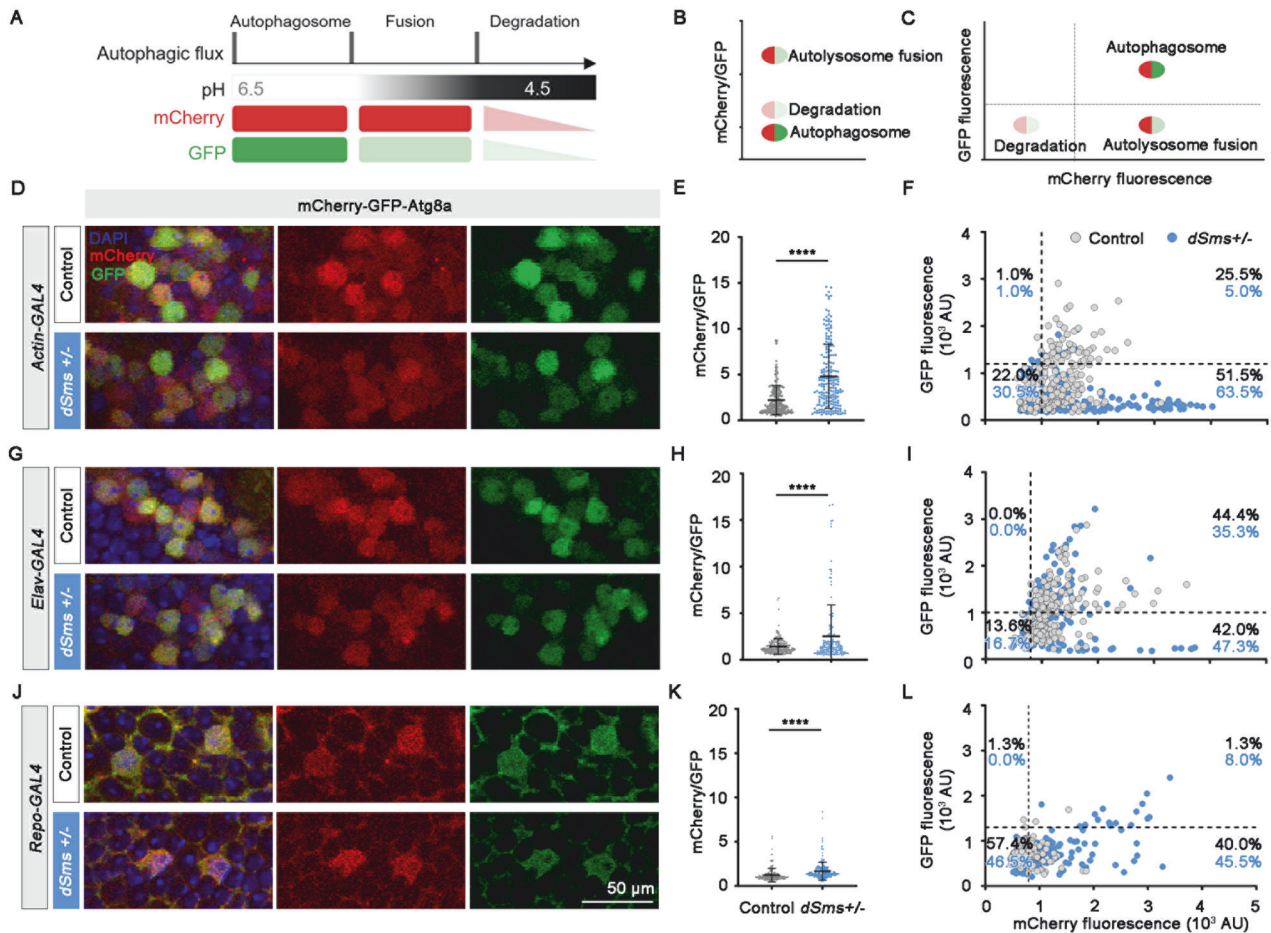 A
Autophagosome
Fusion
Degradation
Autophagic flux
pH
6.5
4.5
mCherry
GFP
B
mCherry/GFP
Autolysosome fusion
Degradation
Autophagosome
C
GFP fluorescence
Autophagosome
Degradation
Autolysosome fusion
mCherry fluorescence
D
mCherry-GFP-Atg8a
Actin-GAL4
Control
dSms +/-
DAPI
mCherry
GFP
E
mCherry/GFP
20
15
10
5
0
****
F
Control
dSms+/-
GFP fluorescence
(10³ AU)
4
3
2
1
0
1.0%
1.0%
25.5%
5.0%
22.0%
30.5%
51.5%
63.5%
G
Elav-GAL4
Control
dSms +/-
H
mCherry/GFP
20
15
10
5
0
****
I
GFP fluorescence
(10³ AU)
4
3
2
1
0
0.0%
0.0%
44.4%
35.3%
13.6%
16.7%
42.0%
47.3%
J
Repo-GAL4
Control
dSms +/-
50 µm
K
mCherry/GFP
20
15
10
5
0
****
Control dSms+/-
L
GFP fluorescence
(10³ AU)
4
3
2
1
0
1.3%
0.0%
1.3%
8.0%
57.4%
46.5%
40.0%
45.5%
0
1
2
3
4
5
mCherry fluorescence (10³ AU)